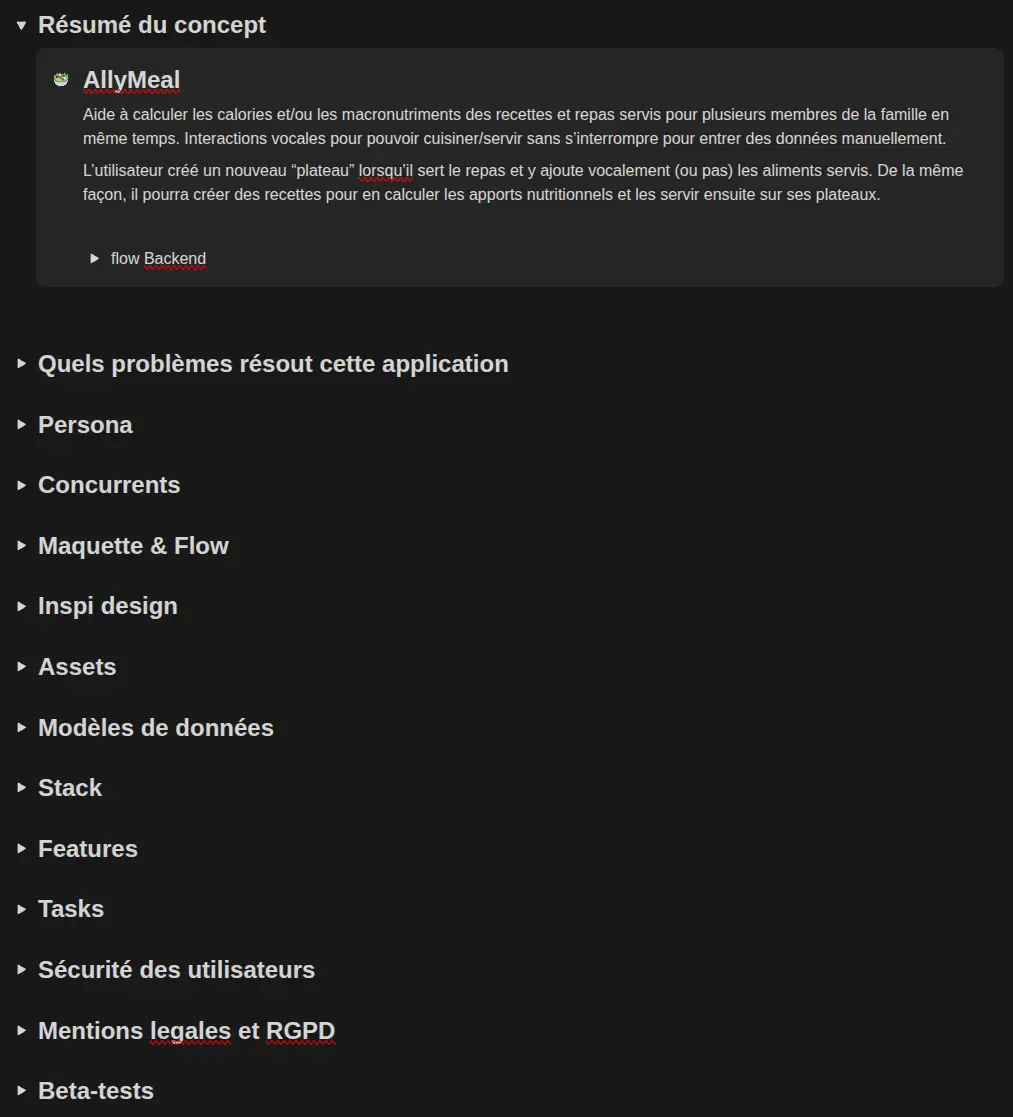 Résumé du concept
AllyMeal
Aide à calculer les calories et/ou les macronutriments des recettes et repas servis pour plusieurs membres de la famille en
même temps. Interactions vocales pour pouvoir cuisiner/servir sans s’interrompre pour entrer des données manuellement.
L’utilisateur créé un nouveau “plateau” lorsqu’il sert le repas et y ajoute vocalement (ou pas) les aliments servis. De la même
façon, il pourra créer des recettes pour en calculer les apports nutritionnels et les servir ensuite sur ses plateaux.
flow Backend
Quels problèmes résout cette application
Persona
Concurrents
Maquette & Flow
Inspi design
Assets
Modèles de données
Stack
Features
Tasks
Sécurité des utilisateurs
Mentions legales et RGPD
Beta-tests